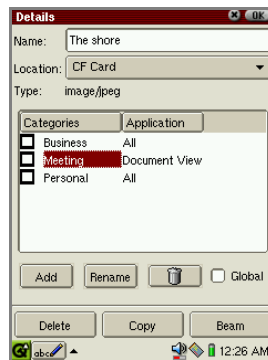 Details OK
Name: The shore
Location: CF Card
Type: image/jpeg
Categories Application
Business All
Meeting Document View
Personal All
Add Rename Global
Delete Copy Beam
abc 12:26 AM